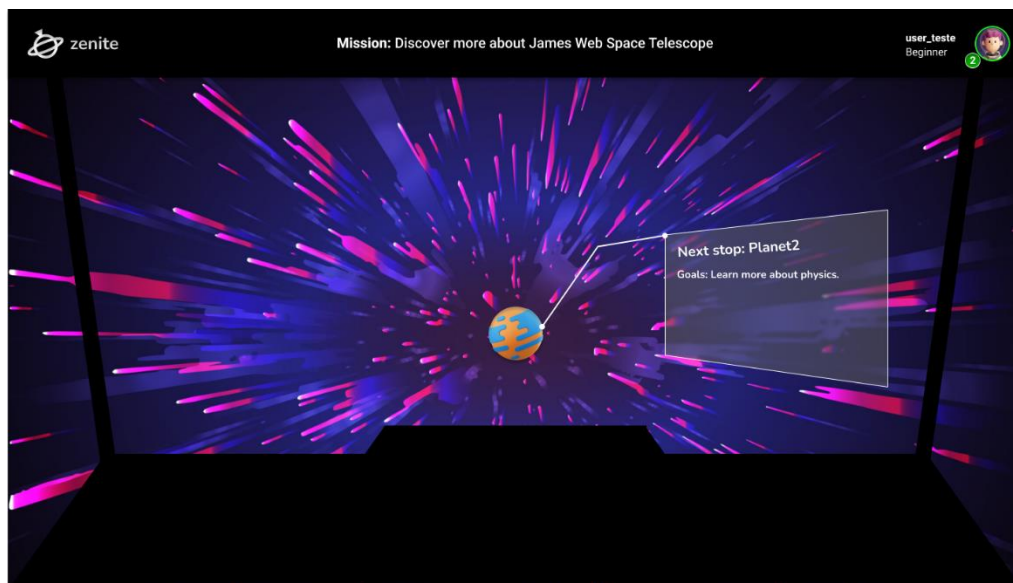 zenite
Mission: Discover more about James Web Space Telescope
user_teste
Beginner
2
Next stop: Planet2
Goals: Learn more about physics.